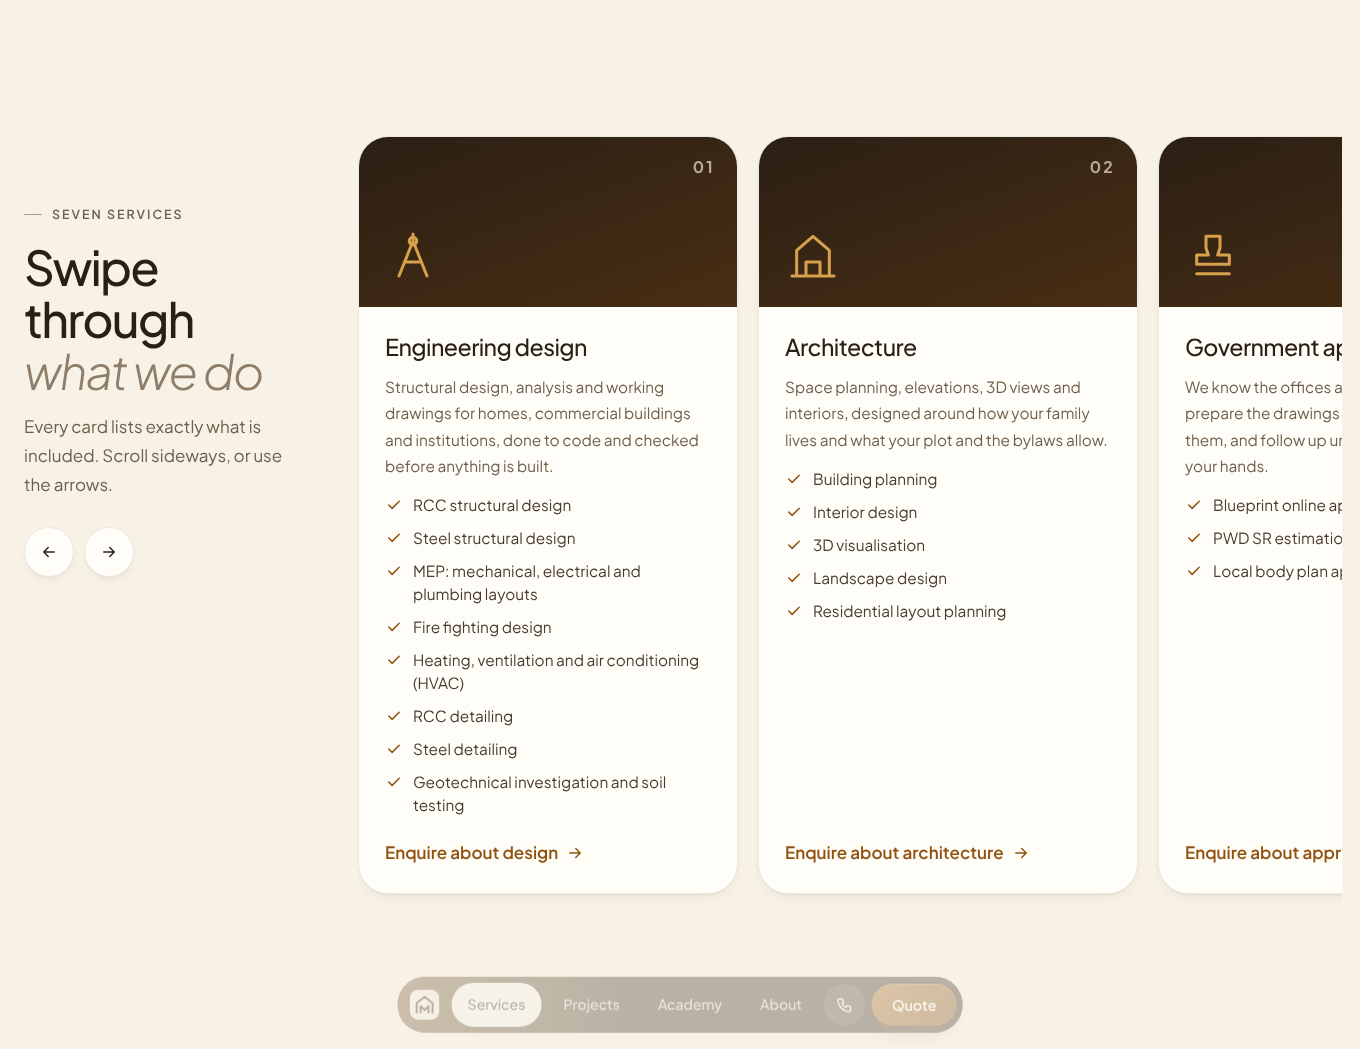 SEVEN SERVICES
Swipe
through
what we do
Every card lists exactly what is
included. Scroll sideways, or use
the arrows.
01
Engineering design
Structural design, analysis and working
drawings for homes, commercial buildings
and institutions, done to code and checked
before anything is built.
RCC structural design
Steel structural design
MEP: mechanical, electrical and
plumbing layouts
Fire fighting design
Heating, ventilation and air conditioning
(HVAC)
RCC detailing
Steel detailing
Geotechnical investigation and soil
testing
Enquire about design
02
Architecture
Space planning, elevations, 3D views and
interiors, designed around how your family
lives and what your plot and the bylaws allow.
Building planning
Interior design
3D visualisation
Landscape design
Residential layout planning
Enquire about architecture
Government
We know the offices
prepare the drawings
them, and follow up
your hands.
Blueprint online
PWD SR
Local body plan
Enquire about
Services
Projects
Academy
About
Quote